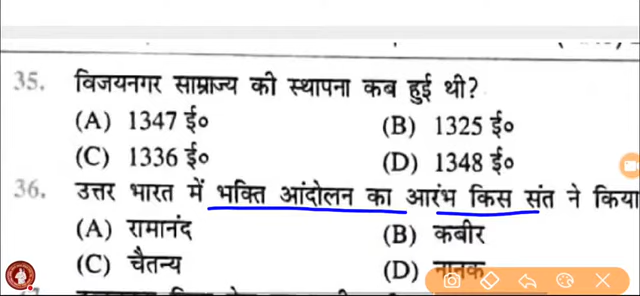 35. विजयनगर साम्राज्य की स्थापना कब हुई थी?
(A) 1347 ई० (B) 1325 ई०
(C) 1336 ई० (D) 1348 ई०
36. उत्तर भारत में भक्ति आंदोलन का आरंभ किस संत ने किया
(A) रामानंद (B) कबीर
(C) चैतन्य (D) नानक